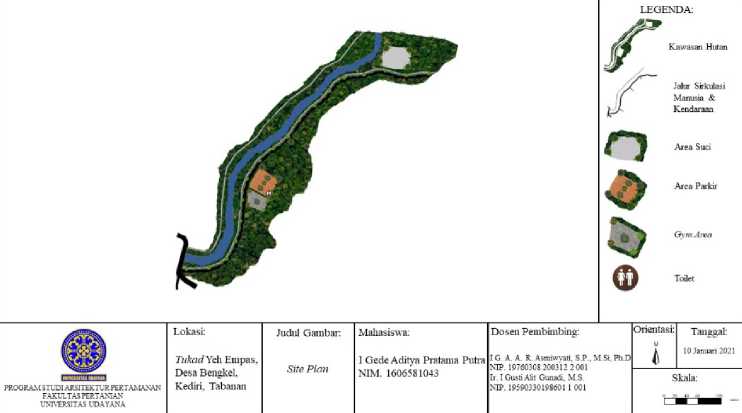 LEGENDA:
Kawasan Hutan
Jalur Sirkulasi
Manusia &
Kendaraan
Area Suci
Area Parkir
Gym Area
Toilet
PROGRAM STUDI ARSITEKTUR PERTAMANAN
FAKULTAS PERTANIAN
UNIVERSITAS UDAYANA
Lokasi:
Tukad Yeh Empas,
Desa Bengkel,
Kediri, Tabanan
Judul Gambar:
Site Plan
Mahasiswa:
I Gede Aditya Pratama Putra
NIM. 1606581043
Dosen Pembimbing:
I G. A. A. R. Asmiwyati, S.P., M.Si, Ph.D
NIP. 19760308 200312 2 001
Ir. I Gusti Alit Gunadi, M.S.
NIP. 19590330198601 1 001
Orientasi:
Tanggal:
10 Januari 2021
Skala: